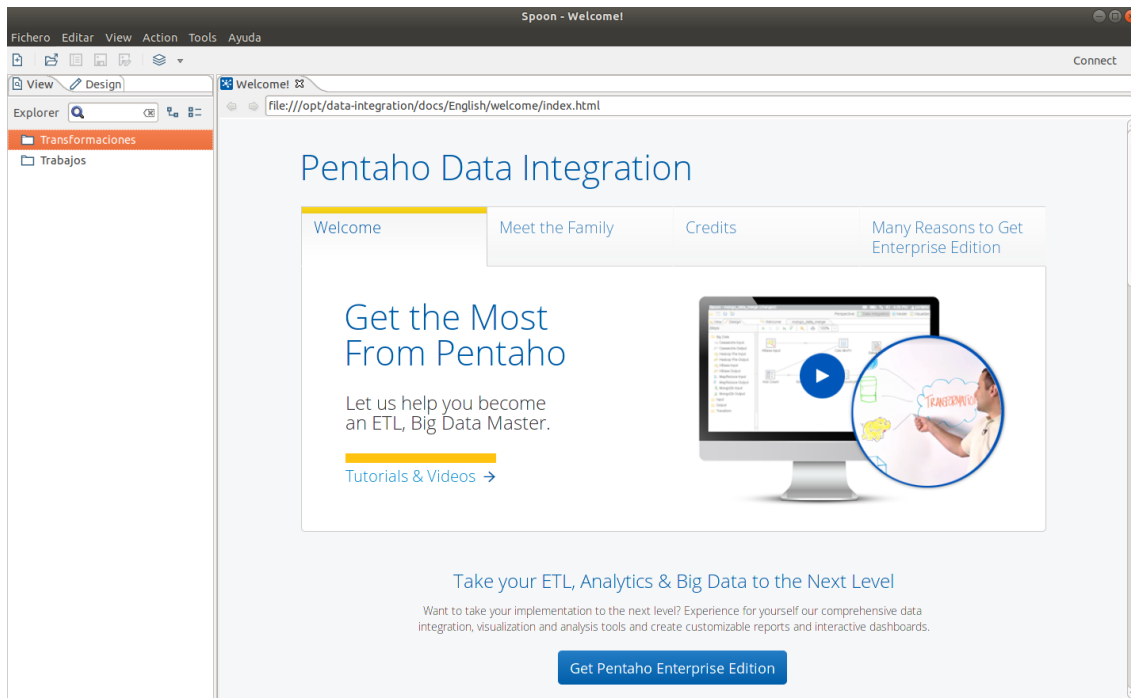 Spoon - Welcome!
Fichero Editar View Action Tools Ayuda
Connect
View Design
Welcome!
Explorer
file:///opt/data-integration/docs/English/welcome/index.html
Transformaciones
Trabajos
Pentaho Data Integration
Welcome
Meet the Family
Credits
Many Reasons to Get
Enterprise Edition
Get the Most
From Pentaho
Let us help you become
an ETL, Big Data Master.
Tutorials & Videos →
TRANSFORMATION
Take your ETL, Analytics & Big Data to the Next Level
Want to take your implementation to the next level? Experience for yourself our comprehensive data
integration, visualization and analysis tools and create customizable reports and interactive dashboards.
Get Pentaho Enterprise Edition